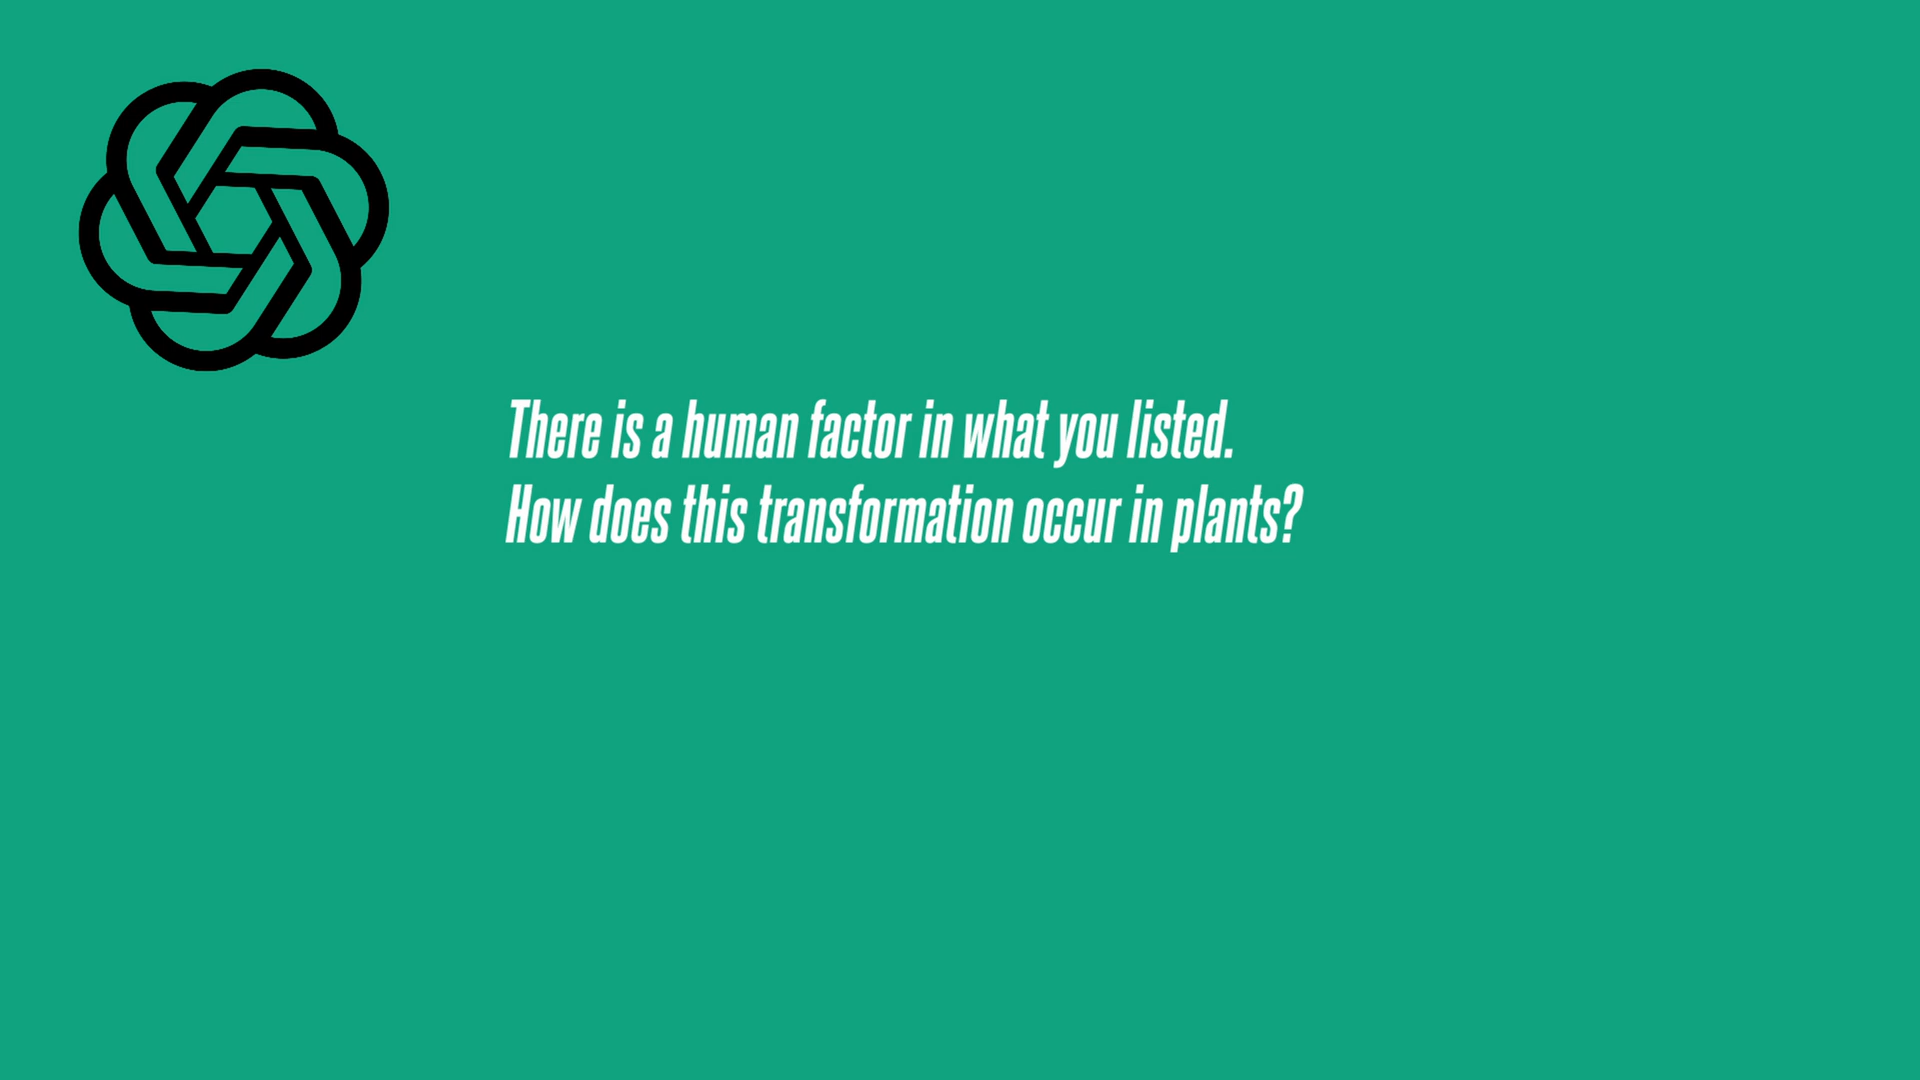 There is a human factor in what you listed.
How does this transformation occur in plants?